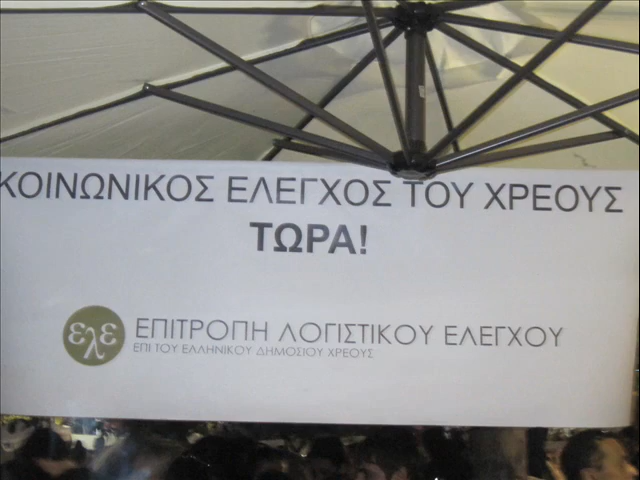 ΚΟΙΝΩΝΙΚΟΣ ΕΛΕΓΧΟΣ ΤΟΥ ΧΡΕΟΥΣ
ΤΩΡΑ!
ελε ΕΠΙΤΡΟΠΗ ΛΟΓΙΣΤΙΚΟΥ ΕΛΕΓΧΟΥ
ΕΠΙ ΤΟΥ ΕΛΛΗΝΙΚΟΥ ΔΗΜΟΣΙΟΥ ΧΡΕΟΥΣ